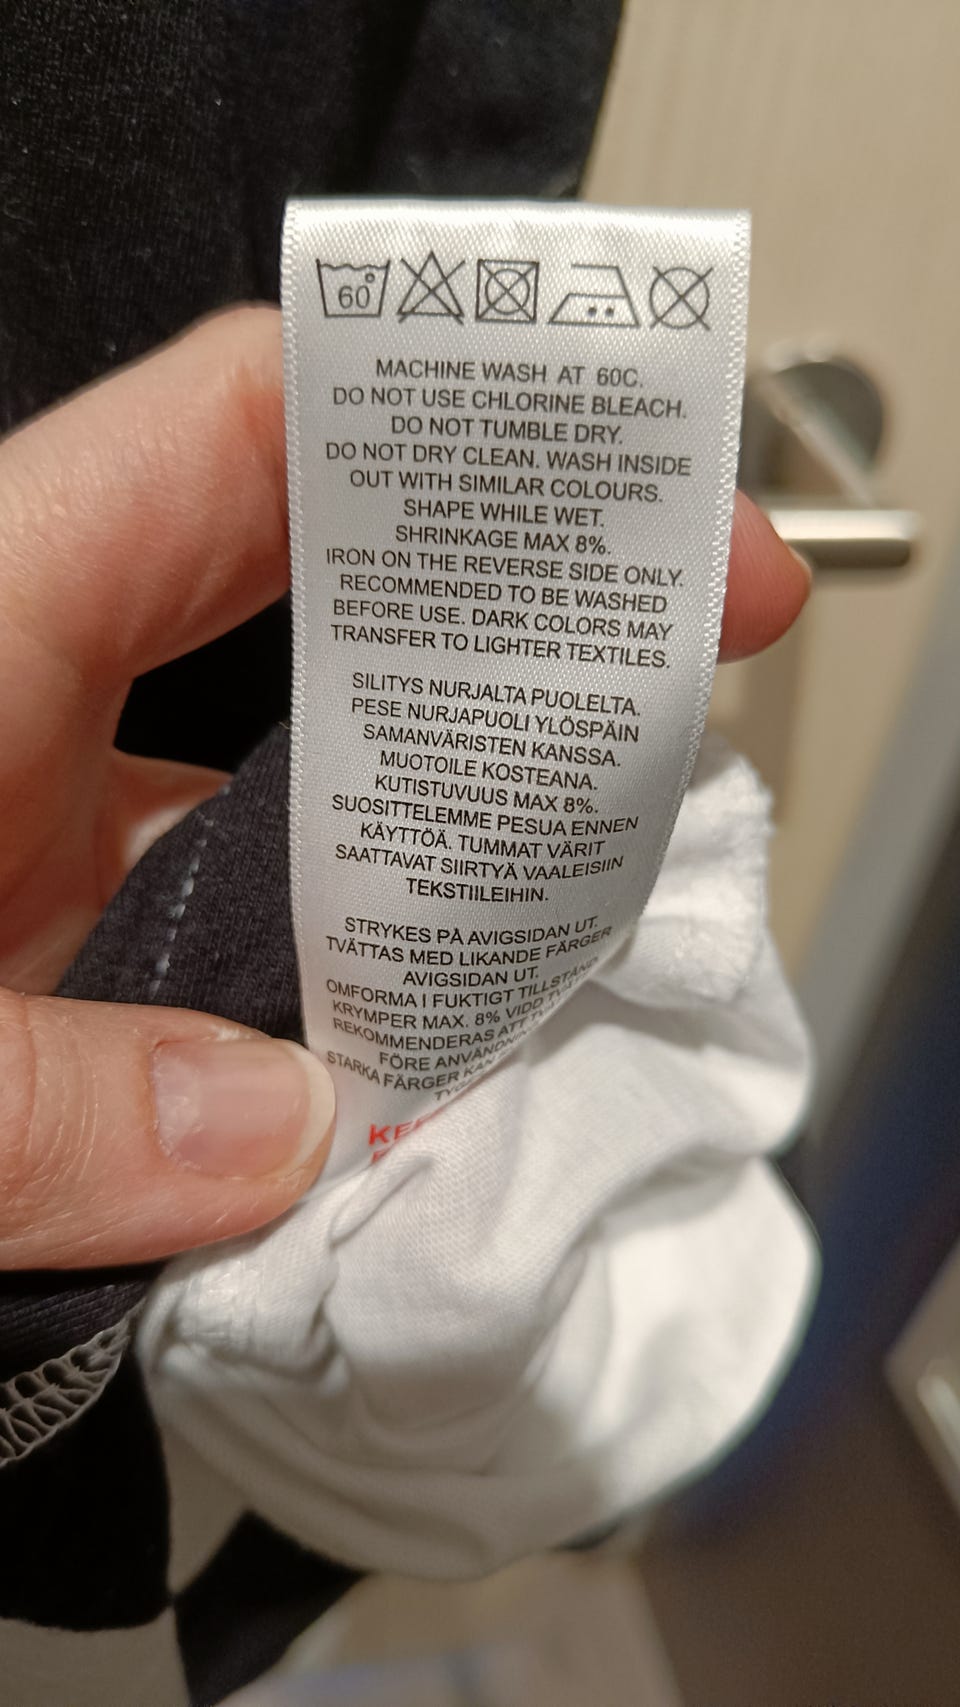 60°
MACHINE WASH AT 60C.
DO NOT USE CHLORINE BLEACH.
DO NOT TUMBLE DRY.
DO NOT DRY CLEAN. WASH INSIDE
OUT WITH SIMILAR COLOURS.
SHAPE WHILE WET.
SHRINKAGE MAX 8%.
IRON ON THE REVERSE SIDE ONLY.
RECOMMENDED TO BE WASHED
BEFORE USE. DARK COLORS MAY
TRANSFER TO LIGHTER TEXTILES.
SILITYS NURJALTA PUOLELTA.
PESE NURJAPUOLI YLÖSPÄIN
SAMANVÄRISTEN KANSSA.
MUOTOILE KOSTEANA.
KUTISTUVUUS MAX 8%.
SUOSITTELEMME PESUA ENNEN
KÄYTTÖÄ. TUMMAT VÄRIT
SAATTAVAT SIIRTYÄ VAALEISIIN
TEKSTIILEIHIN.
STRYKES PÅ AVIGSIDAN UT.
TVÄTTAS MED LIKANDE FÄRGER
AVIGSIDAN UT.
OMFORMA I FUKTIGT TILLSTÅND.
KRYMPER MAX. 8% VIDD
REKOMMENDERAS ATT
FÖRE
STARKA FÄRGER KAN